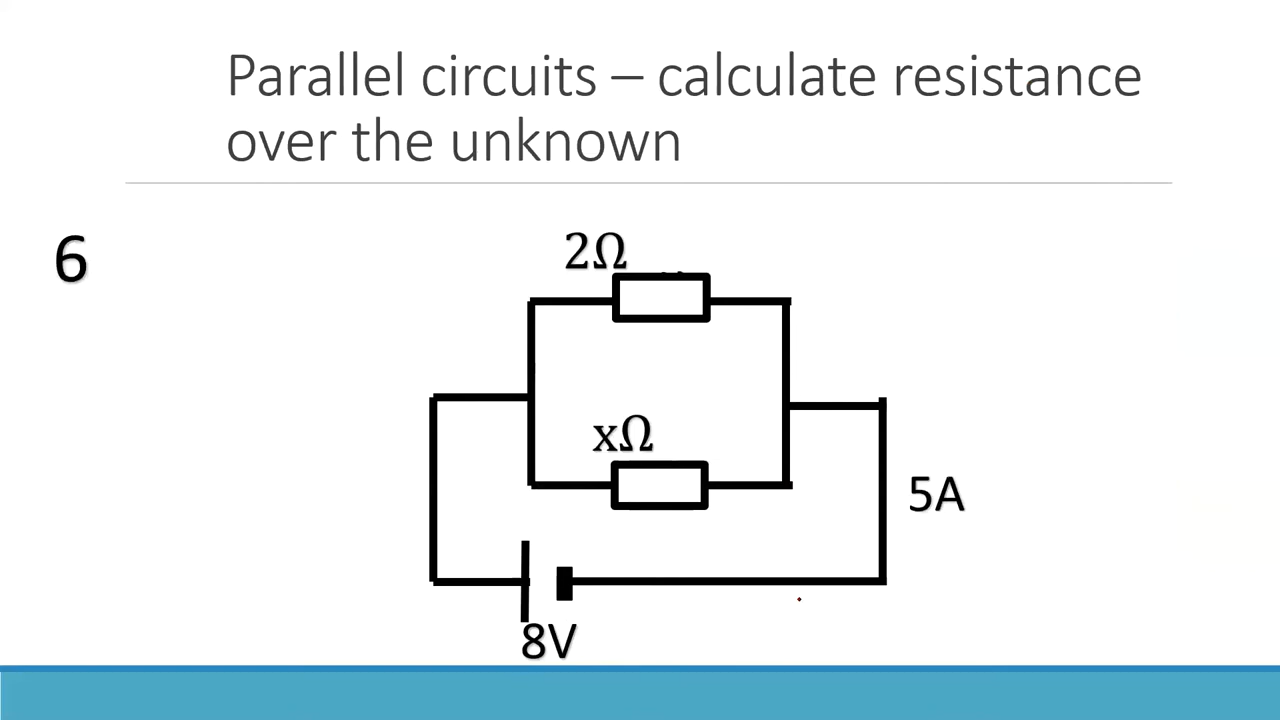 Parallel circuits – calculate resistance
over the unknown
6
2Ω
xΩ
5A
8V